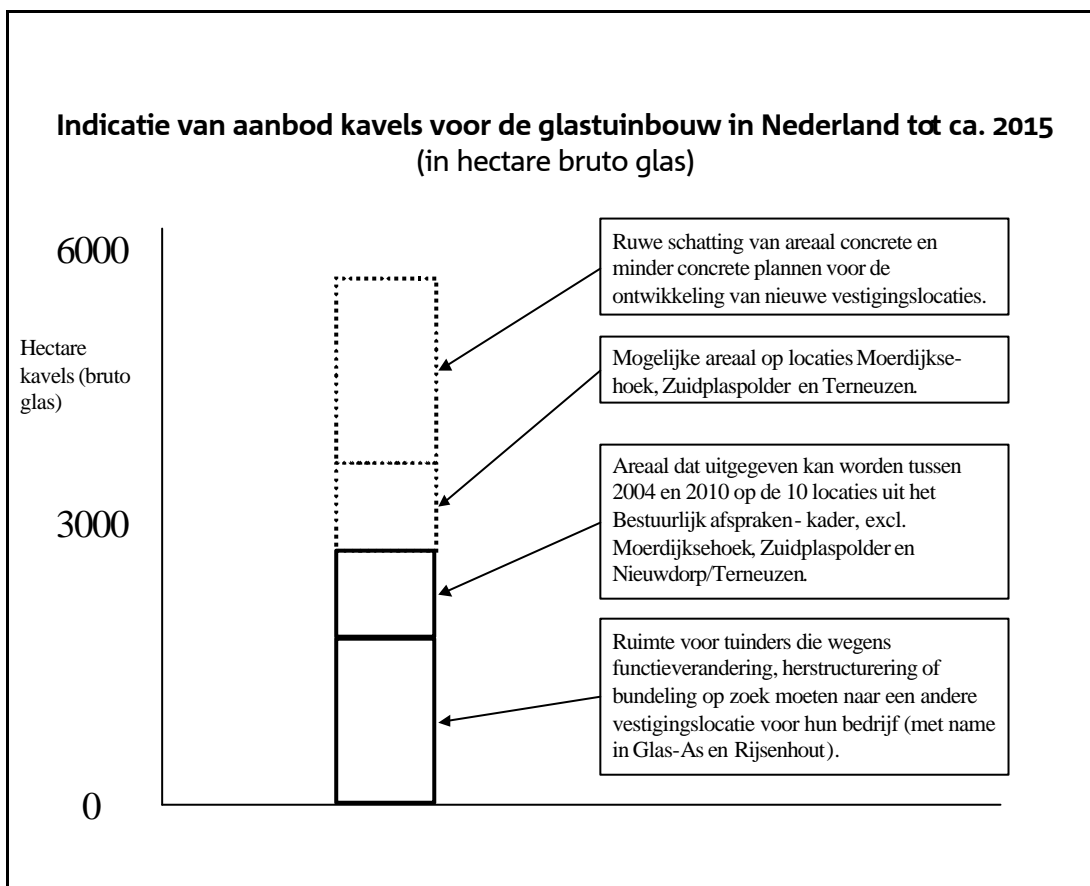 Indicatie van aanbod kavels voor de glastuinbouw in Nederland tot ca. 2015
(in hectare bruto glas)
6000
Hectare
kavels (bruto
glas)
3000
0
Ruwe schatting van areaal concrete en
minder concrete plannen voor de
ontwikkeling van nieuwe vestigingslocaties.
Mogelijke areaal op locaties Moerdijkse-
hoek, Zuidplaspolder en Terneuzen.
Areaal dat uitgegeven kan worden tussen
2004 en 2010 op de 10 locaties uit het
Bestuurlijk afspraken- kader, excl.
Moerdijksehoek, Zuidplaspolder en
Nieuwdorp/Terneuzen.
Ruimte voor tuinders die wegens
functieverandering, herstructurering of
bundeling op zoek moeten naar een andere
vestigingslocatie voor hun bedrijf (met name
in Glas-As en Rijsenhout).